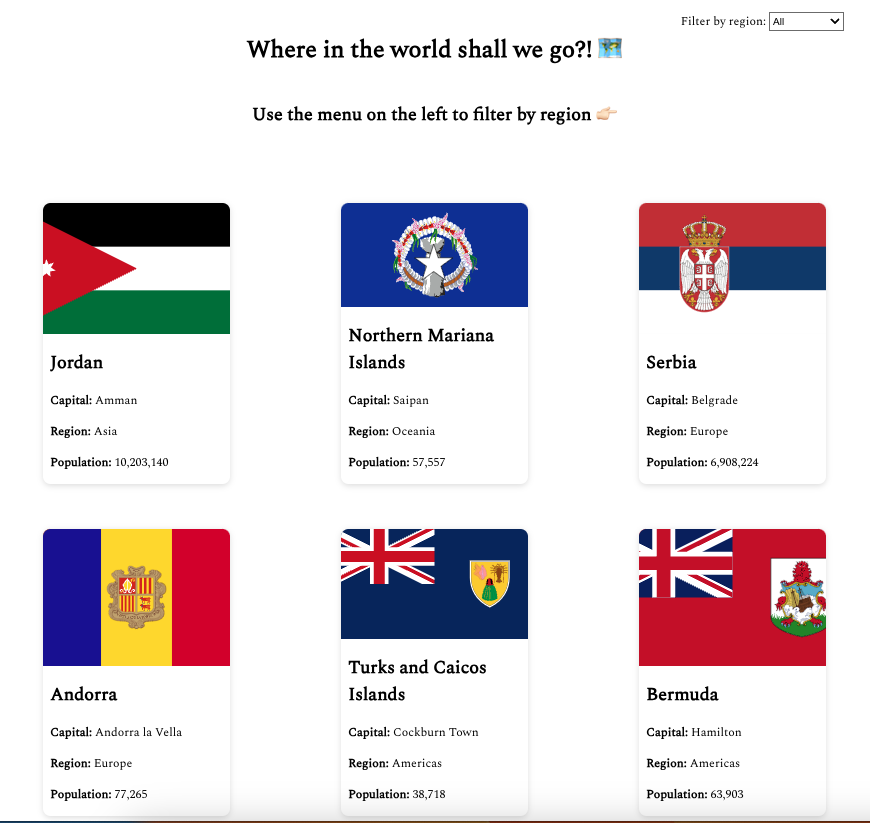 Filter by region: All
Where in the world shall we go?! 🗺️
Use the menu on the left to filter by region 👉🏻
Jordan
Capital: Amman
Region: Asia
Population: 10,203,140
Northern Mariana
Islands
Capital: Saipan
Region: Oceania
Population: 57,557
Serbia
Capital: Belgrade
Region: Europe
Population: 6,908,224
Andorra
Capital: Andorra la Vella
Region: Europe
Population: 77,265
Turks and Caicos
Islands
Capital: Cockburn Town
Region: Americas
Population: 38,718
Bermuda
Capital: Hamilton
Region: Americas
Population: 63,903